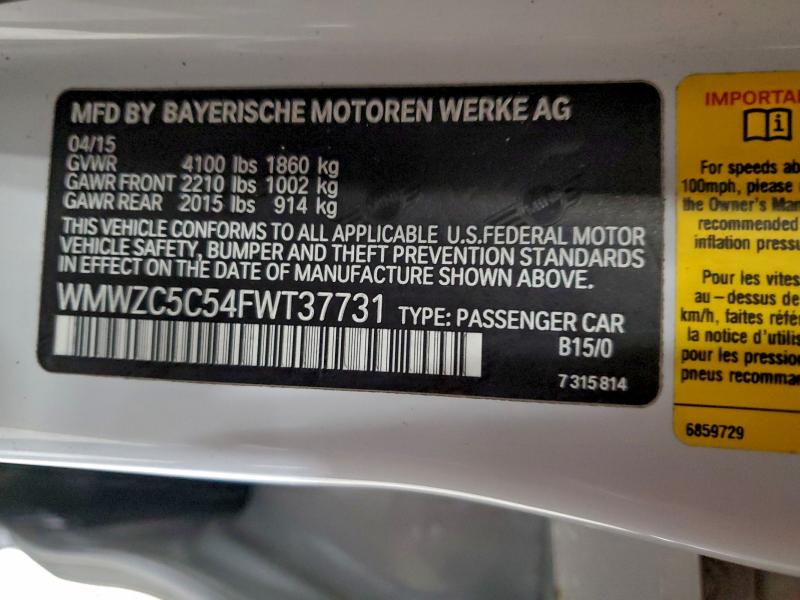 MFD BY BAYERISCHE MOTOREN WERKE AG
04/15
GVWR 4100 lbs 1860 kg
GAWR FRONT 2210 lbs 1002 kg
GAWR REAR 2015 lbs 914 kg
THIS VEHICLE CONFORMS TO ALL APPLICABLE U.S.FEDERAL MOTOR
VEHICLE SAFETY, BUMPER AND THEFT PREVENTION STANDARDS
IN EFFECT ON THE DATE OF MANUFACTURE SHOWN ABOVE.
WMWZC5C54FWT37731 TYPE: PASSENGER CAR
B15/0
7315814
IMPORTA
For speeds ab
100mph, please
the Owner's Man
recommended
inflation pressu
Pour les vites
au-dessus de
km/h, faites réfé
la notice d'utilis
pour les pression
pneus recomma
6859729